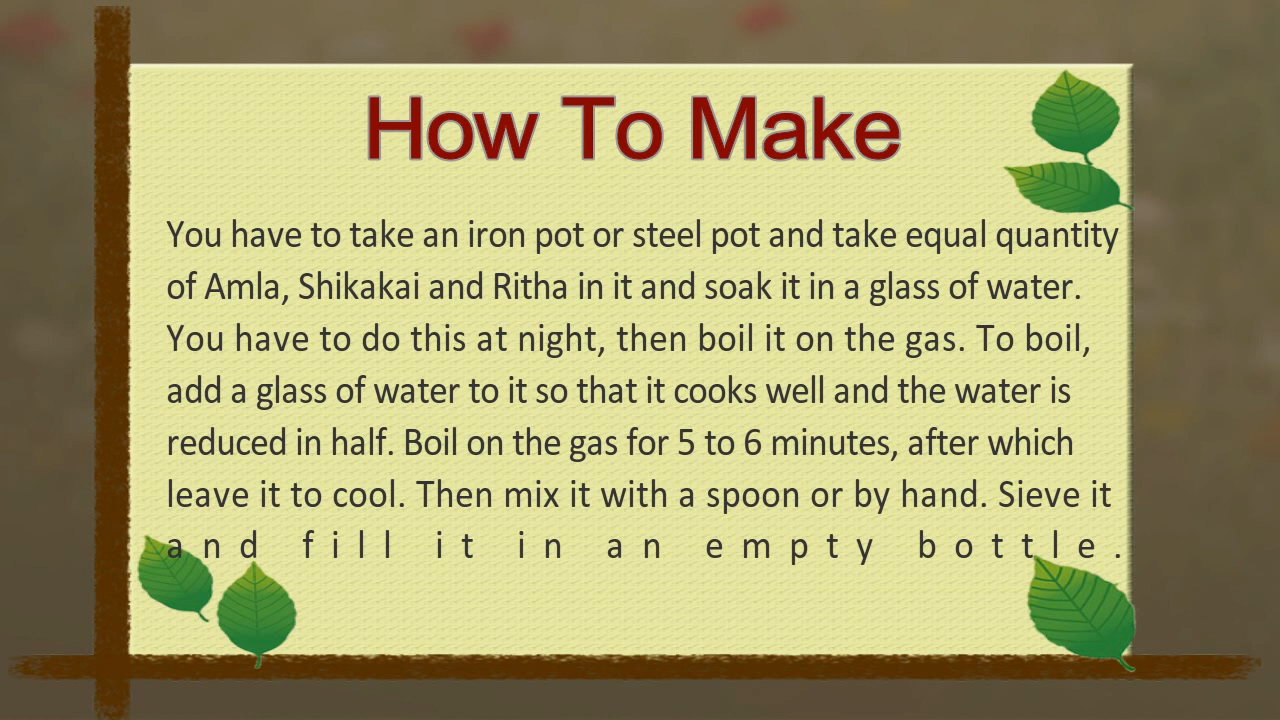 How To Make
You have to take an iron pot or steel pot and take equal quantity
of Amla, Shikakai and Ritha in it and soak it in a glass of water.
You have to do this at night, then boil it on the gas. To boil,
add a glass of water to it so that it cooks well and the water is
reduced in half. Boil on the gas for 5 to 6 minutes, after which
leave it to cool. Then mix it with a spoon or by hand. Sieve it
and fill it in an empty bottle.